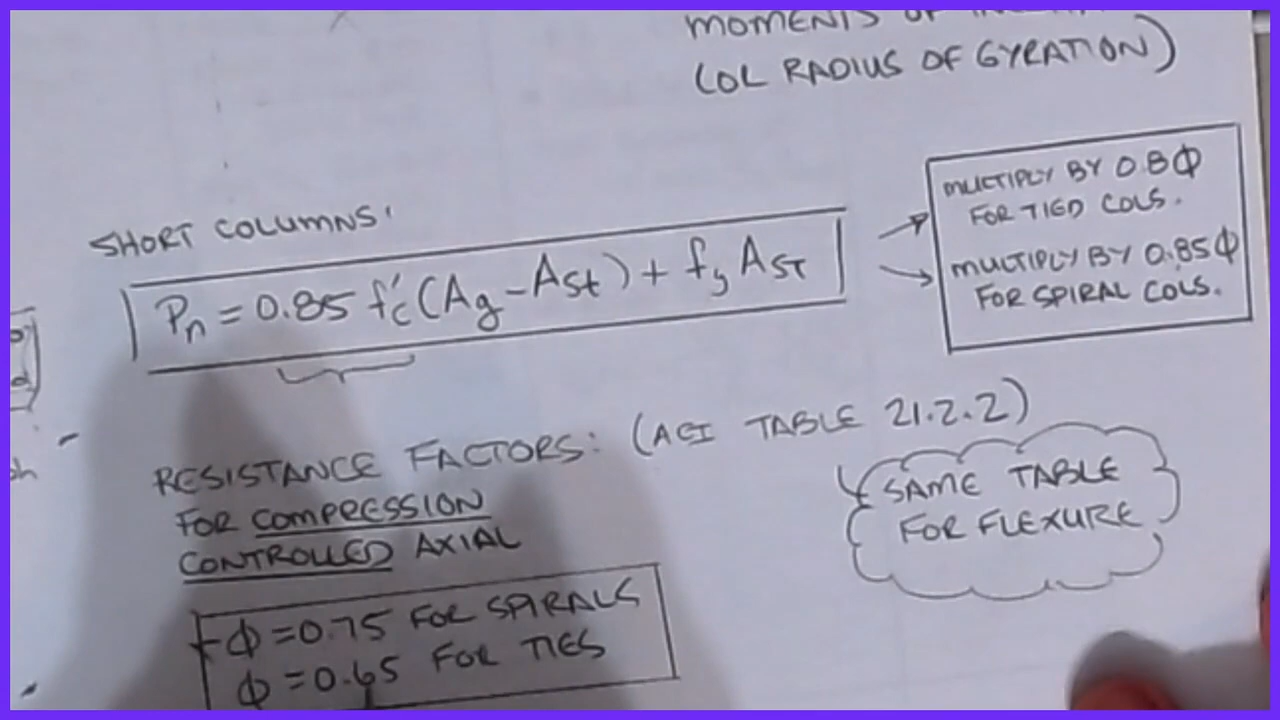 MOMENTS OF
(OR RADIUS OF GYRATION)
SHORT COLUMNS:
Pn = 0.85 f'c (Ag - Ast) + fy AST
MULTIPLY BY 0.8Φ
FOR TIED COLS.
MULTIPLY BY 0.85Φ
FOR SPIRAL COLS.
RESISTANCE FACTORS: (ACI TABLE 21.2.2)
FOR COMPRESSION
CONTROLLED AXIAL
SAME TABLE
FOR FLEXURE
Φ = 0.75 FOR SPIRALS
Φ = 0.65 FOR TIES